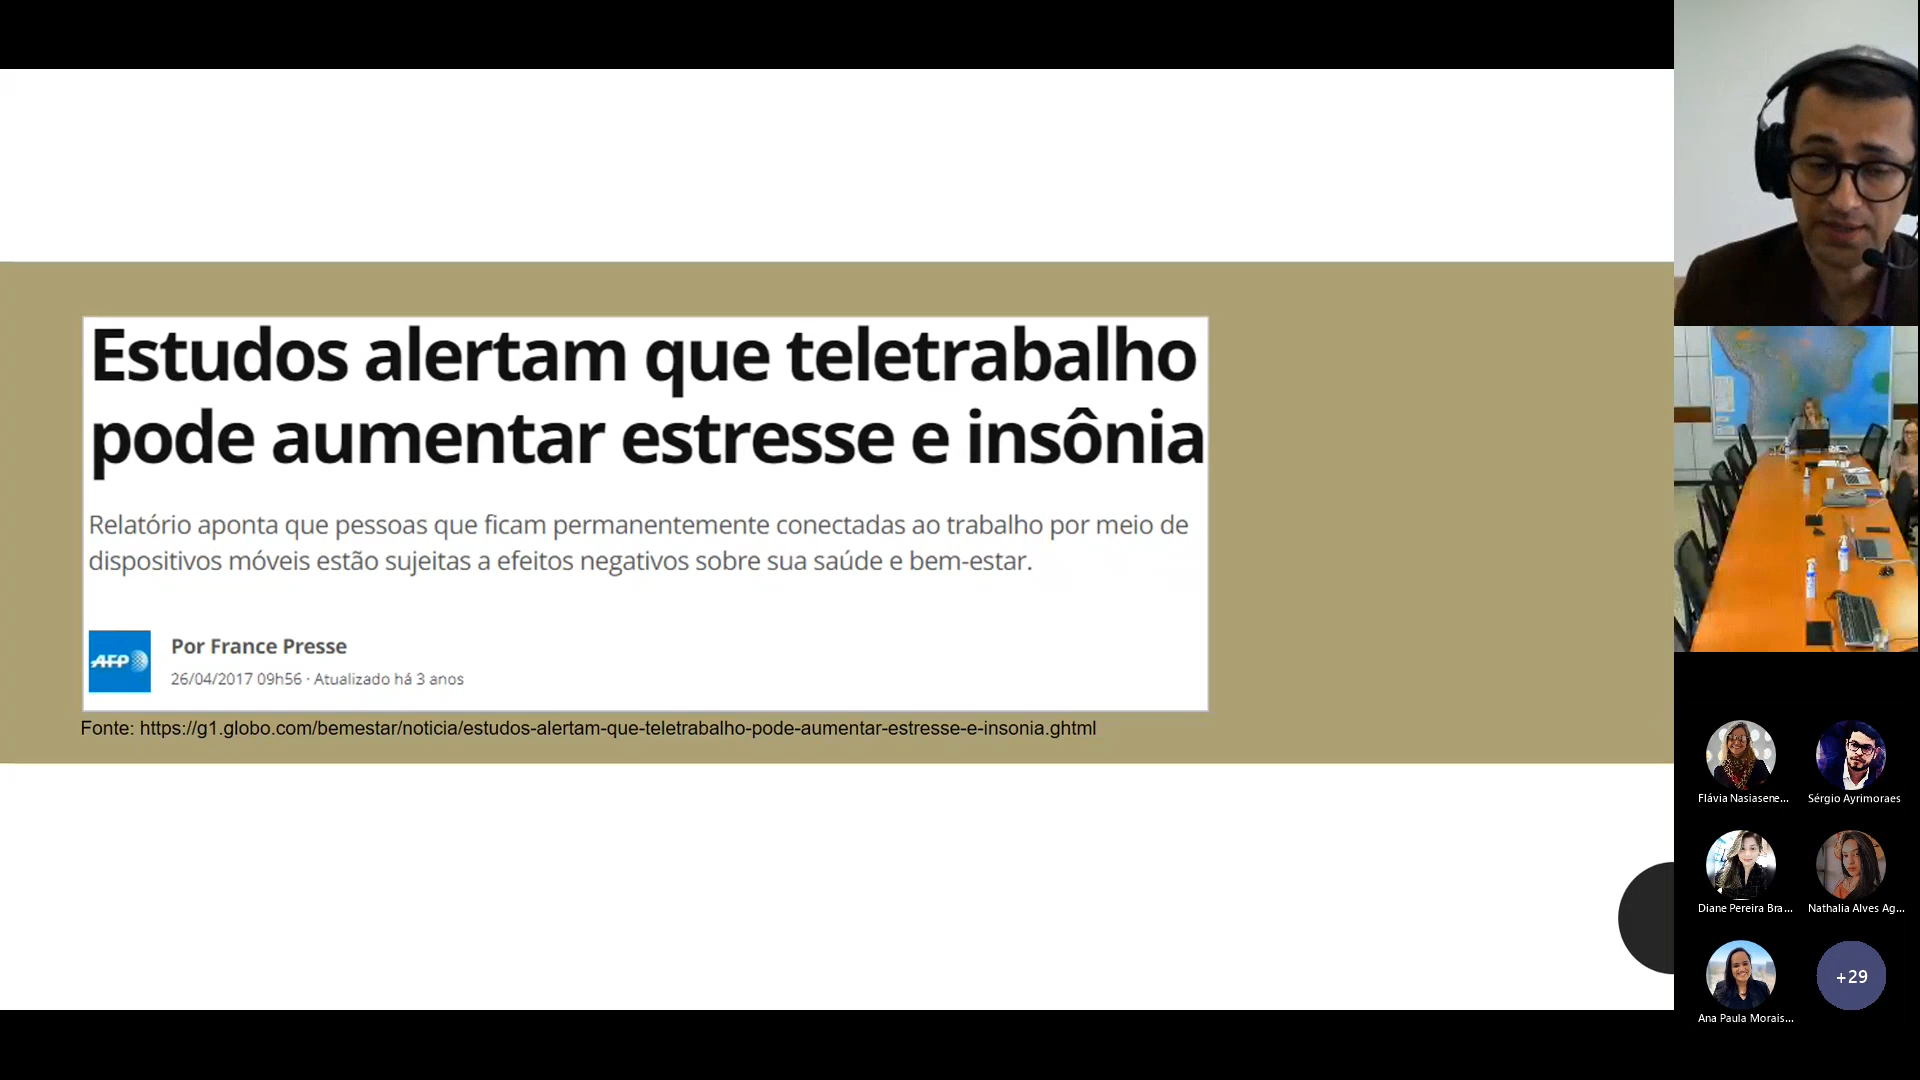 Estudos alertam que teletrabalho
pode aumentar estresse e insônia
Relatório aponta que pessoas que ficam permanentemente conectadas ao trabalho por meio de
dispositivos móveis estão sujeitas a efeitos negativos sobre sua saúde e bem-estar.
AFP
Por France Presse
26/04/2017 09h56 · Atualizado há 3 anos
Fonte: https://g1.globo.com/bemestar/noticia/estudos-alertam-que-teletrabalho-pode-aumentar-estresse-e-insonia.ghtml
Flávia Nasiasene...
Sérgio Ayrimoraes
Diane Pereira Bra...
Nathalia Alves Ag...
Ana Paula Morais...
+29